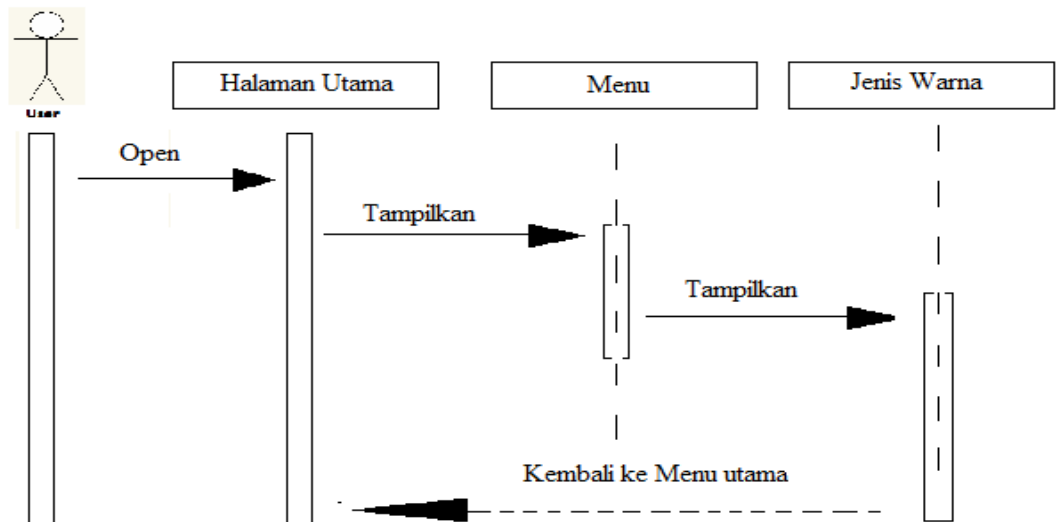 User
Halaman Utama
Menu
Jenis Warna
Open
Tampilkan
Tampilkan
Kembali ke Menu utama